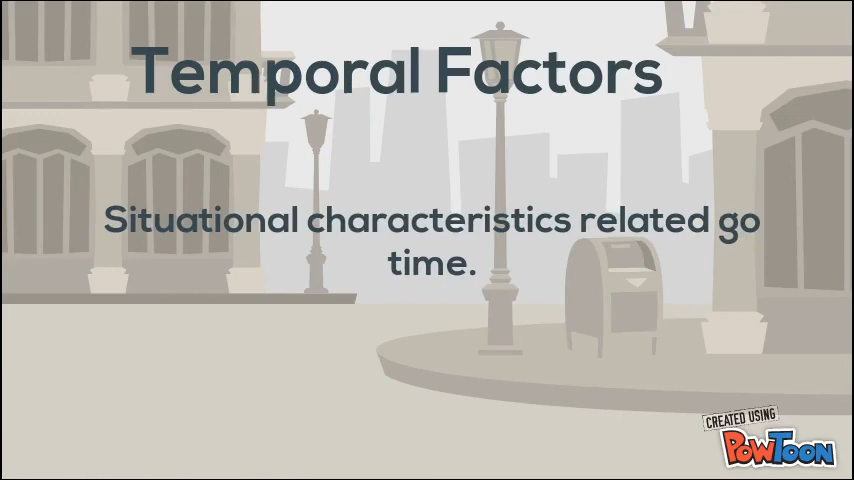 Temporal Factors
Situational characteristics related go
time.
CREATED USING
POWTOON